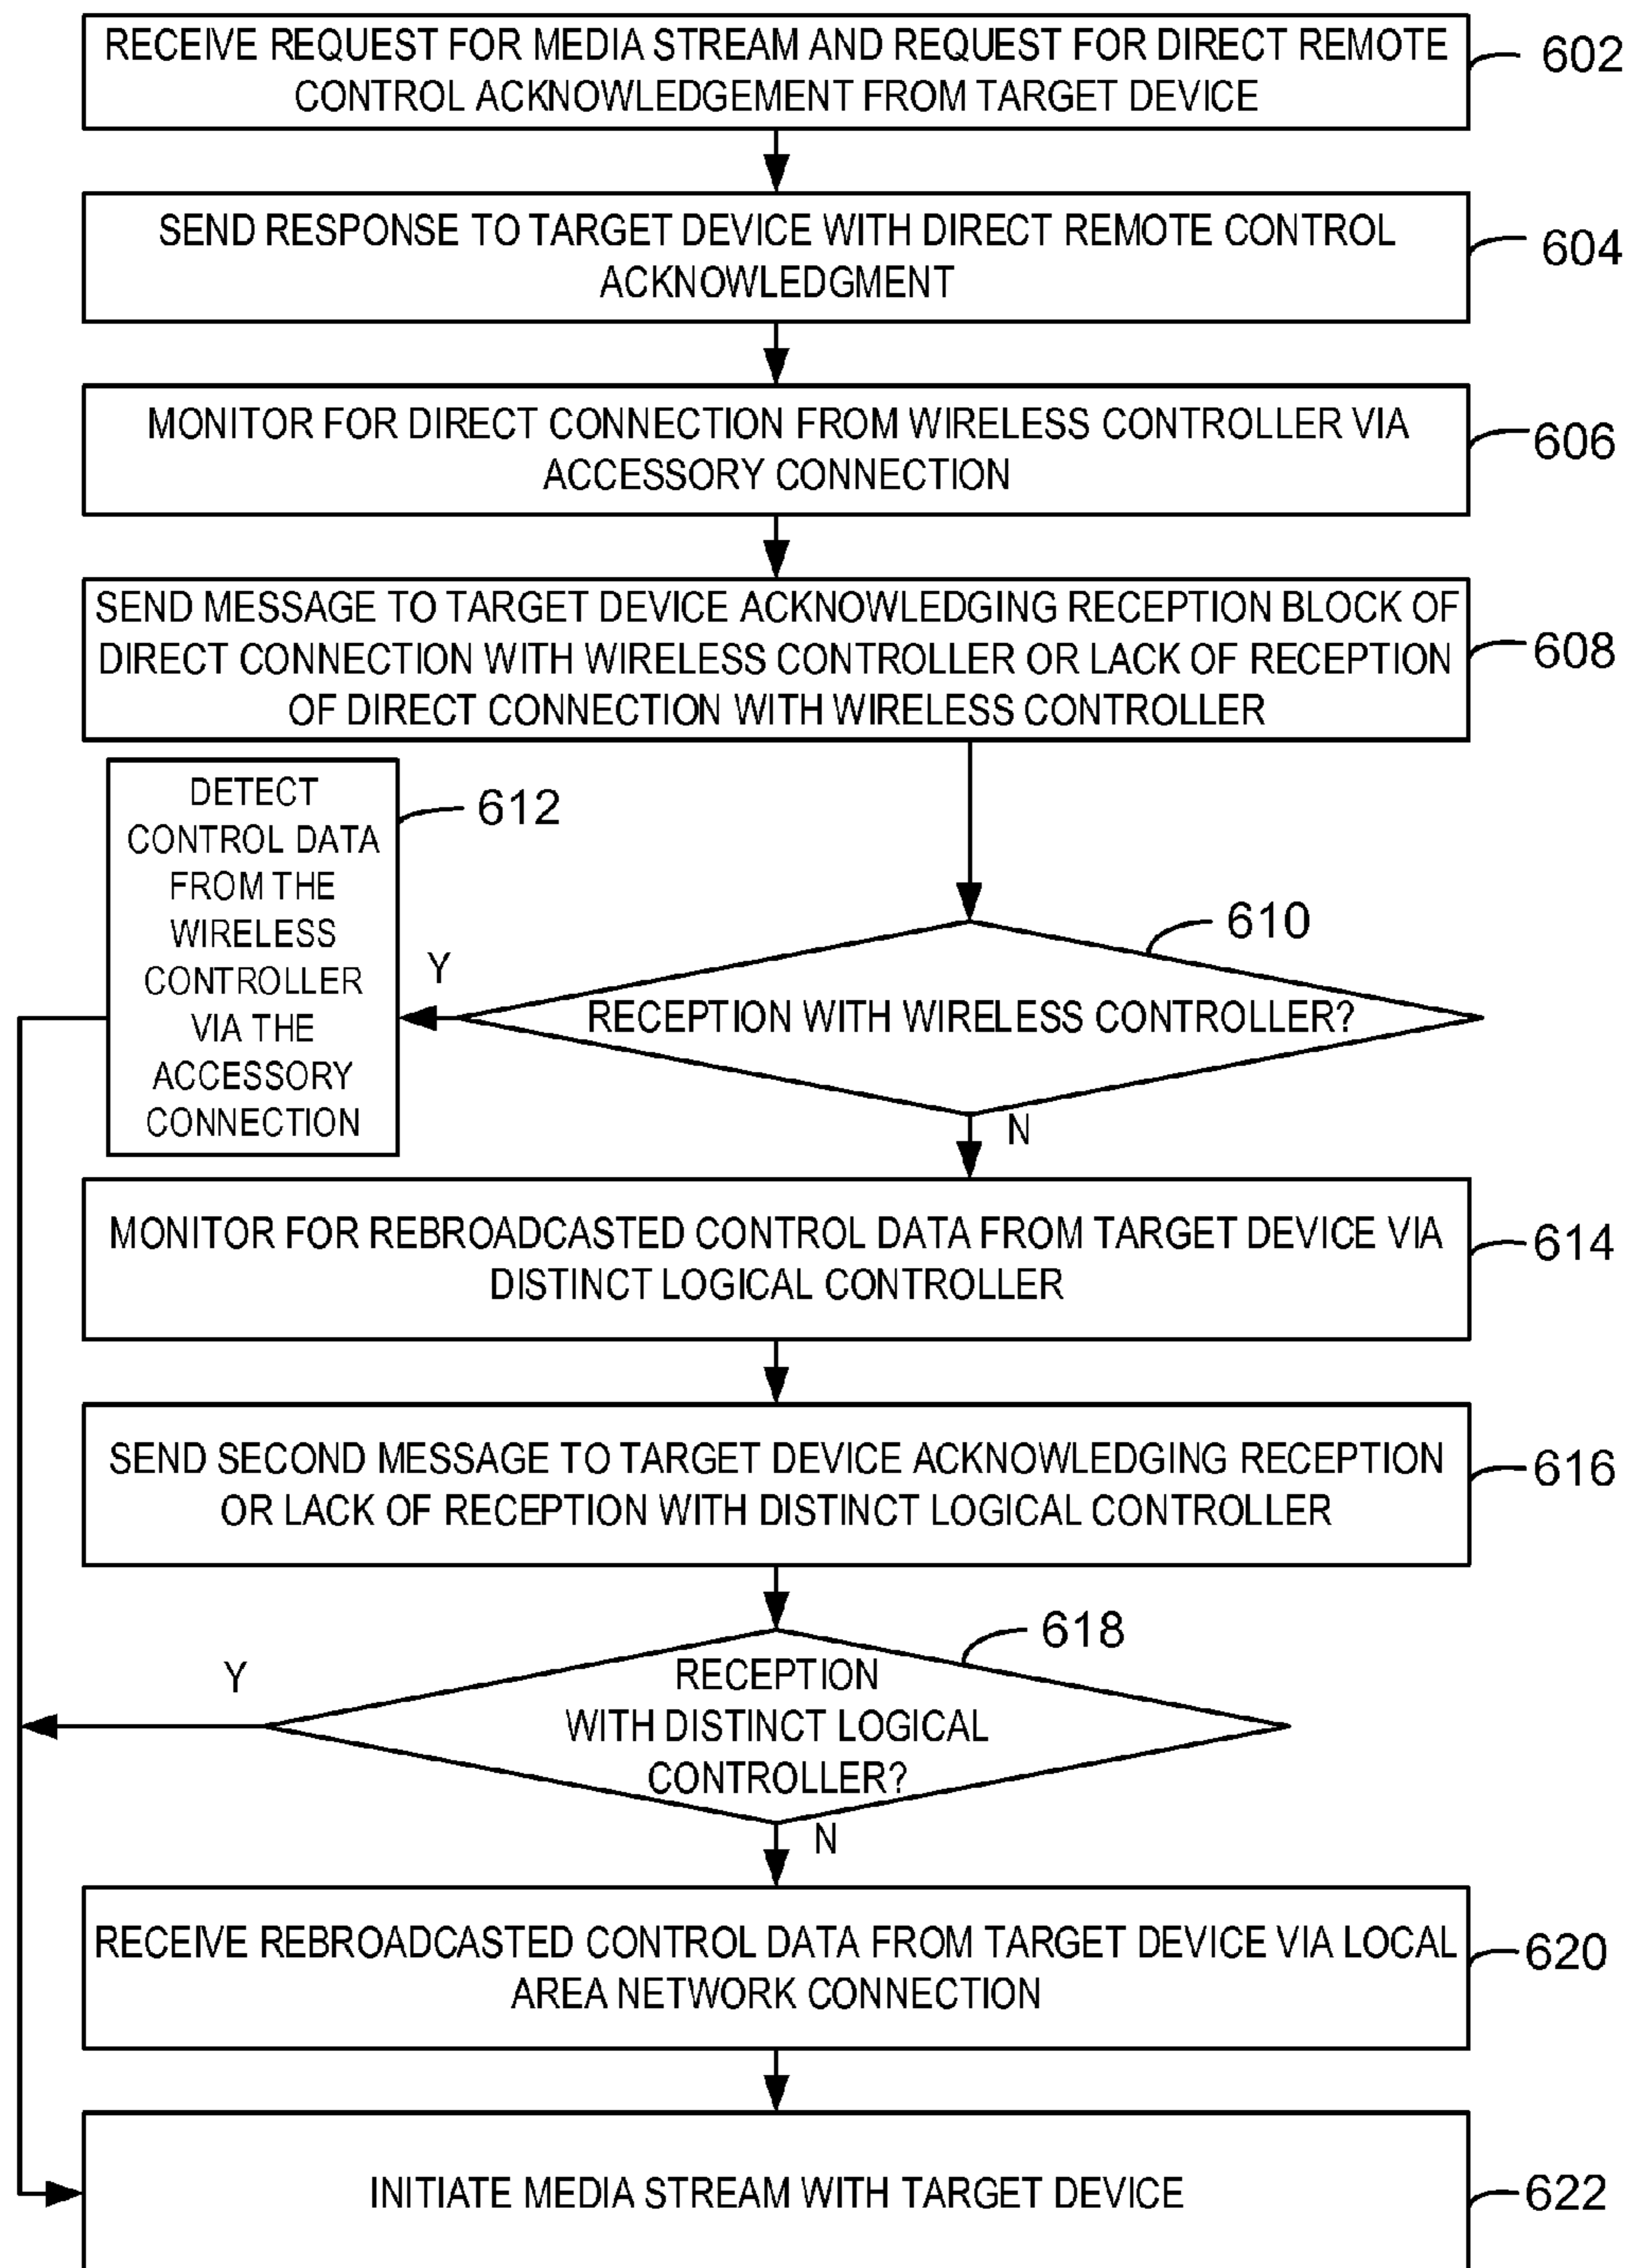 RECEIVE REQUEST FOR MEDIA STREAM AND REQUEST FOR DIRECT REMOTE
CONTROL ACKNOWLEDGEMENT FROM TARGET DEVICE
602
SEND RESPONSE TO TARGET DEVICE WITH DIRECT REMOTE CONTROL
ACKNOWLEDGMENT
604
MONITOR FOR DIRECT CONNECTION FROM WIRELESS CONTROLLER VIA
ACCESSORY CONNECTION
606
SEND MESSAGE TO TARGET DEVICE ACKNOWLEDGING RECEPTION BLOCK OF
DIRECT CONNECTION WITH WIRELESS CONTROLLER OR LACK OF RECEPTION
OF DIRECT CONNECTION WITH WIRELESS CONTROLLER
608
DETECT
CONTROL DATA
FROM THE
WIRELESS
CONTROLLER
VIA THE
ACCESSORY
CONNECTION
612
610
Y
RECEPTION WITH WIRELESS CONTROLLER?
N
MONITOR FOR REBROADCASTED CONTROL DATA FROM TARGET DEVICE VIA
DISTINCT LOGICAL CONTROLLER
614
SEND SECOND MESSAGE TO TARGET DEVICE ACKNOWLEDGING RECEPTION
OR LACK OF RECEPTION WITH DISTINCT LOGICAL CONTROLLER
616
618
Y
RECEPTION
WITH DISTINCT LOGICAL
CONTROLLER?
N
RECEIVE REBROADCASTED CONTROL DATA FROM TARGET DEVICE VIA LOCAL
AREA NETWORK CONNECTION
620
INITIATE MEDIA STREAM WITH TARGET DEVICE
622